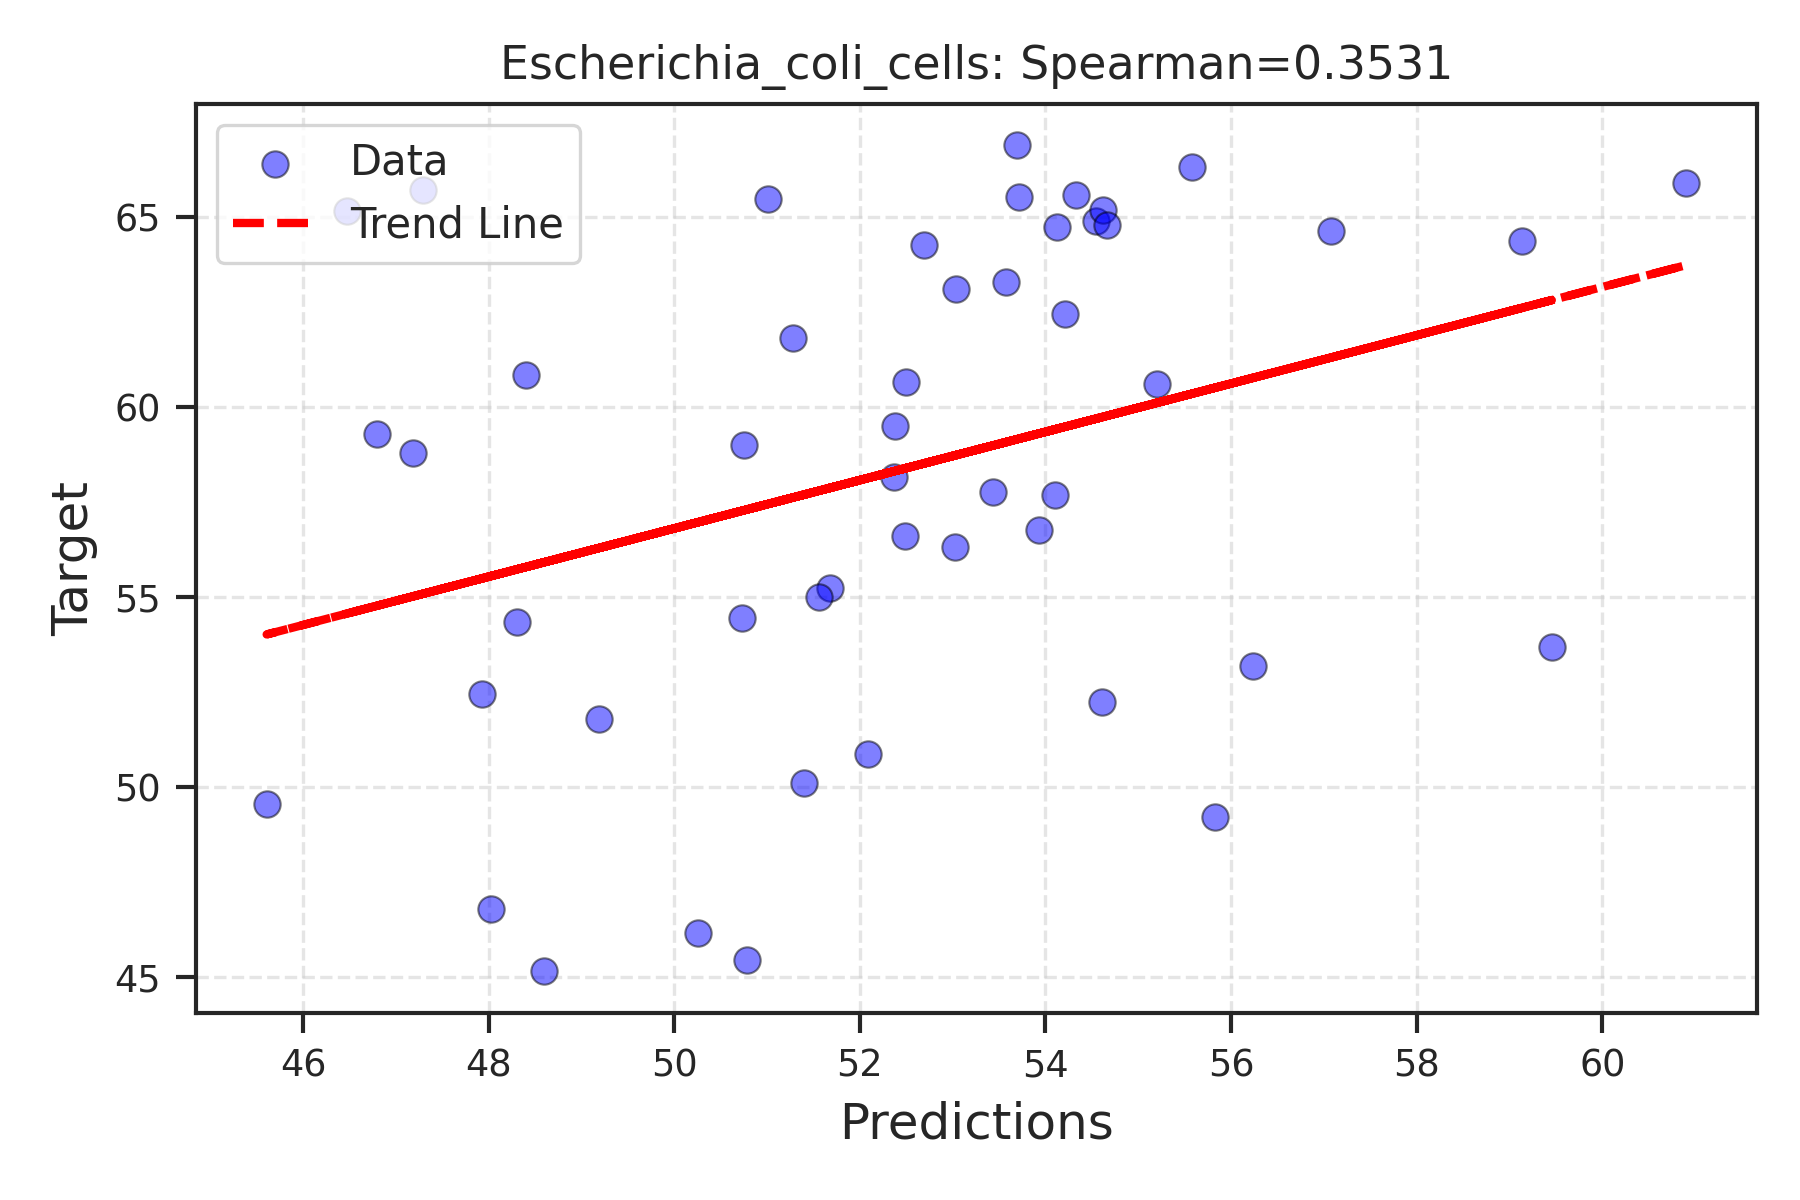 Escherichia_coli_cells: Spearman=0.3531
Data
Trend Line
65
60
55
50
45
Target
46 48 50 52 54 56 58 60
Predictions